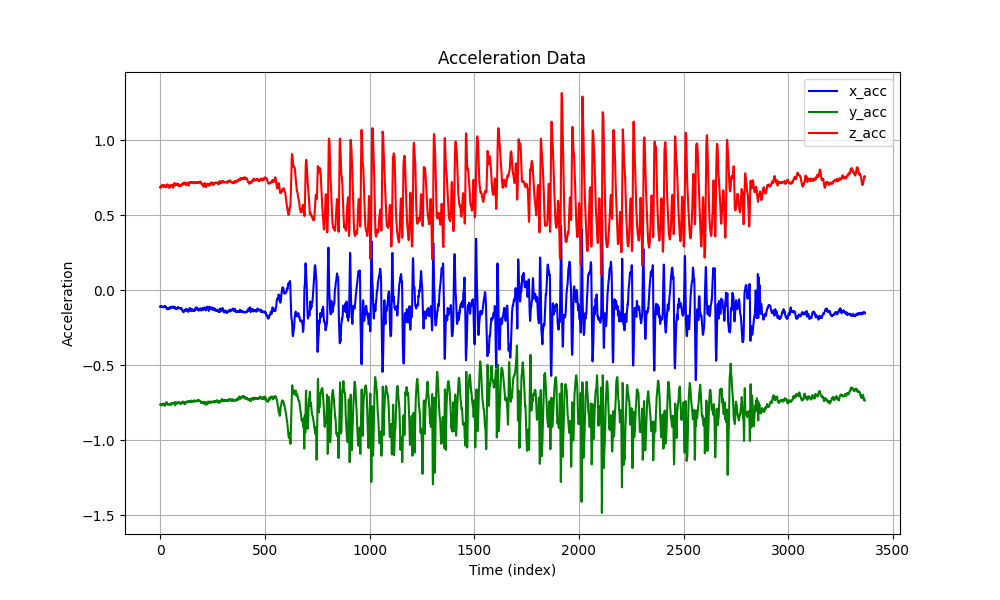 Acceleration Data
x_acc
y_acc
z_acc
Acceleration
1.0
0.5
0.0
−0.5
−1.0
−1.5
0
500
1000
1500
2000
2500
3000
3500
Time (index)